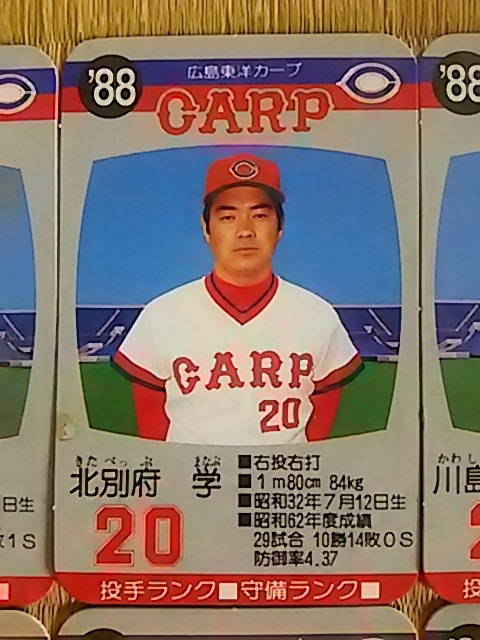 '88
広島東洋カープ
CARP
CARP
20
きたべっぷ まなぶ
北別府 学
20
■右投右打
■1m80cm 84kg
■昭和32年7月12日生
■昭和62年度成績
29試合 10勝14敗0S
防御率4.37
投手ランク■守備ランク■
日生
敗1S
'88
かわし
川島